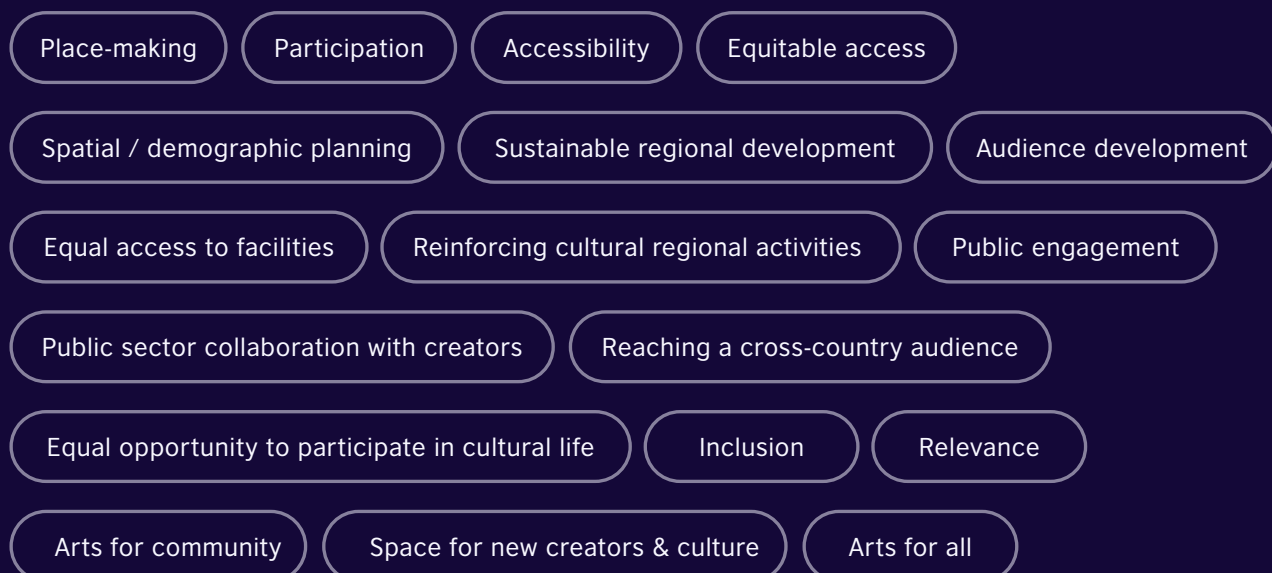 Place-making Participation Accessibility Equitable access
Spatial / demographic planning Sustainable regional development Audience development
Equal access to facilities Reinforcing cultural regional activities Public engagement
Public sector collaboration with creators Reaching a cross-country audience
Equal opportunity to participate in cultural life Inclusion Relevance
Arts for community Space for new creators & culture Arts for all